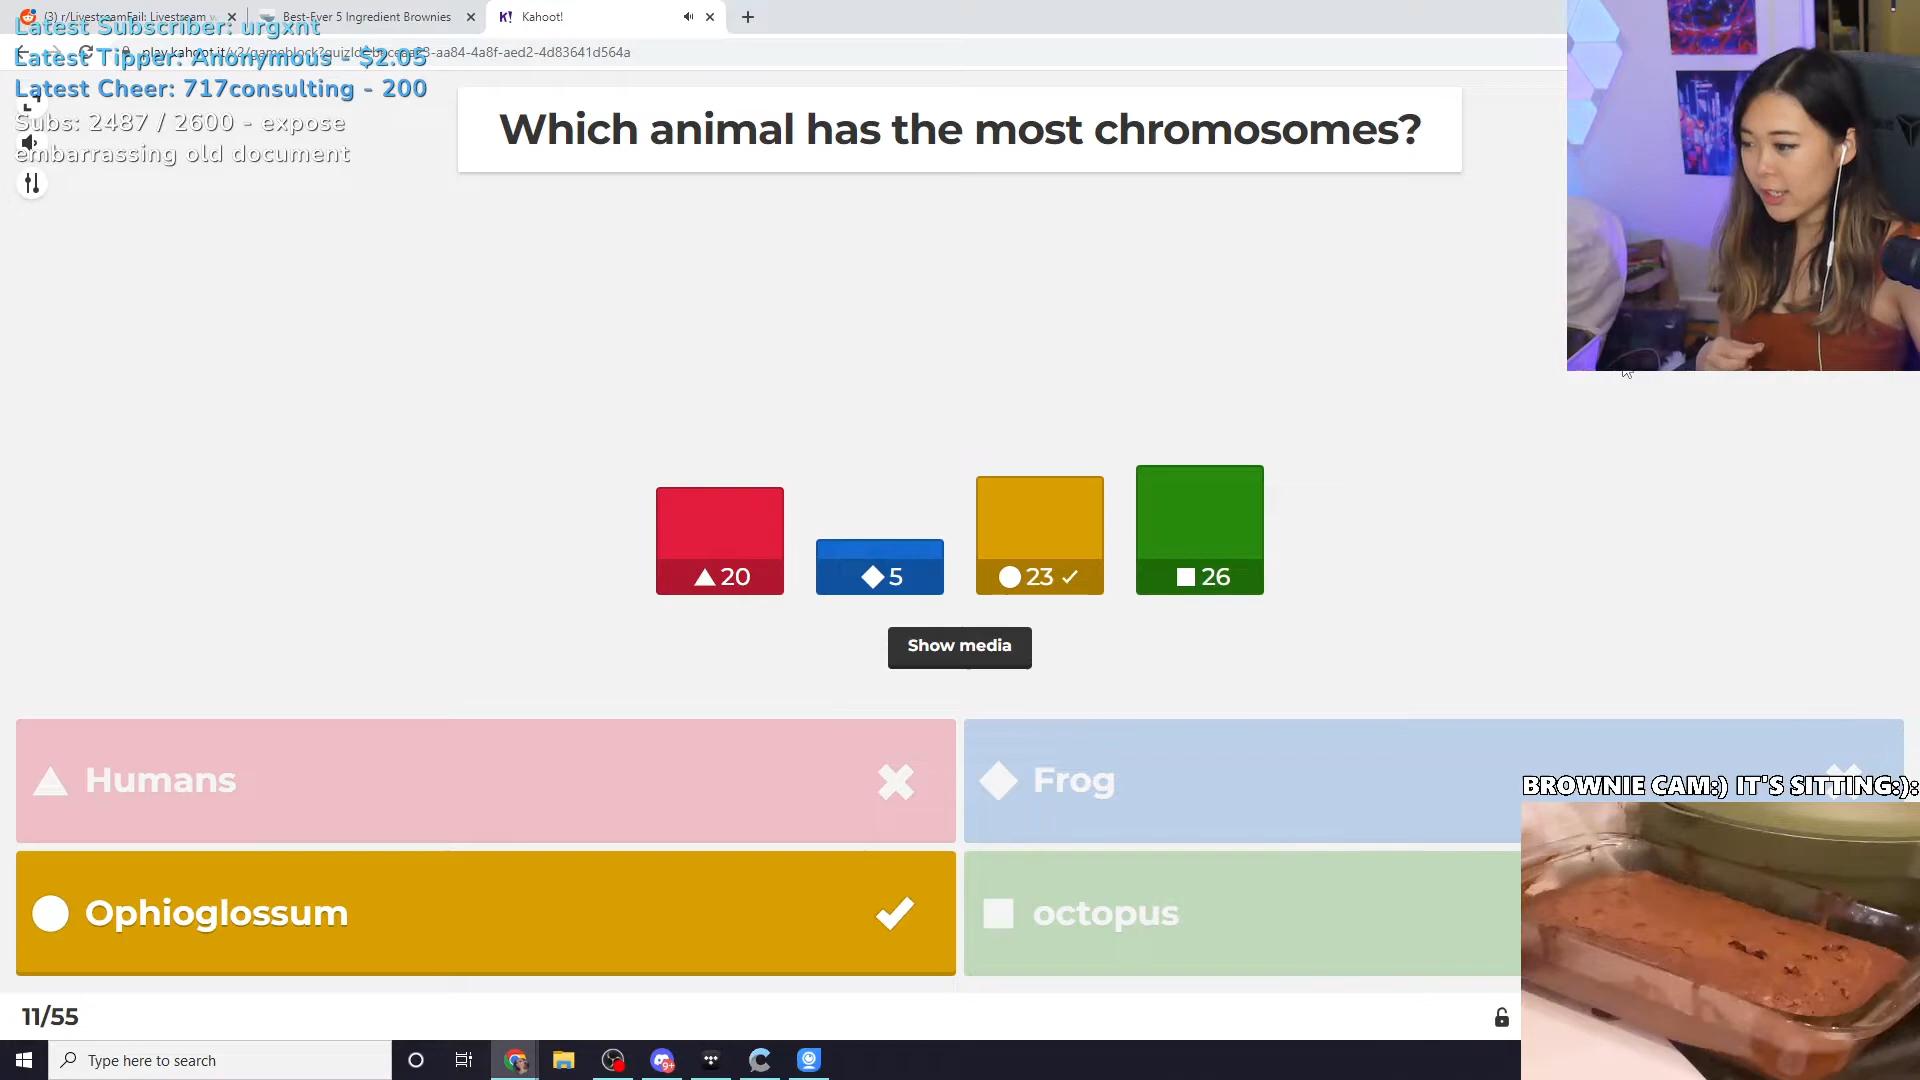 (3) r/LivestreamFail: Livestream
Best-Ever 5 Ingredient Brownies
Kahoot!
Latest Subscriber: urgxnt
Latest Tipper: Anonymous - $2.05
Latest Cheer: 717consulting - 200
Subs: 2487 / 2600 - expose
embarrassing old document
Which animal has the most chromosomes?
20
5
23
26
Show media
Humans
Frog
BROWNIE CAM:) IT'S SITTING:):
Ophioglossum
octopus
11/55
Type here to search
9+